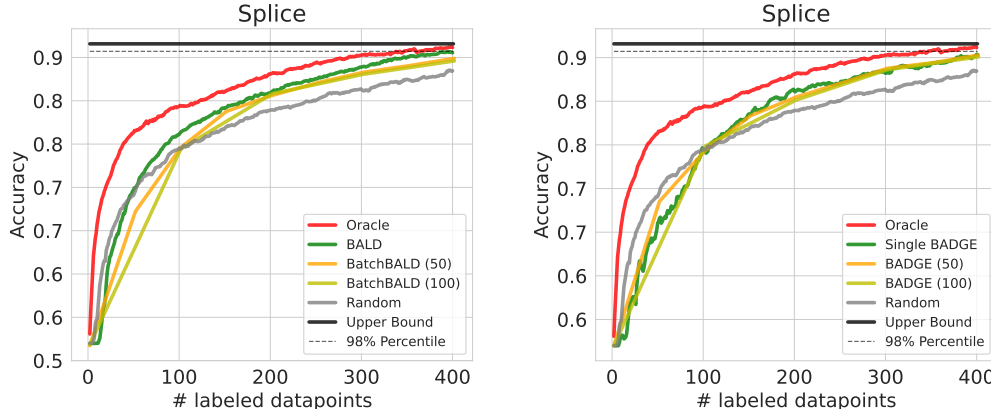 Splice
Accuracy
0.9
0.8
0.8
0.7
0.7
0.6
0.6
0.5
0 100 200 300 400
# labeled datapoints
Oracle
BALD
BatchBALD (50)
BatchBALD (100)
Random
Upper Bound
98% Percentile
Splice
Accuracy
0.9
0.8
0.8
0.7
0.7
0.6
0.6
0 100 200 300 400
# labeled datapoints
Oracle
Single BADGE
BADGE (50)
BADGE (100)
Random
Upper Bound
98% Percentile